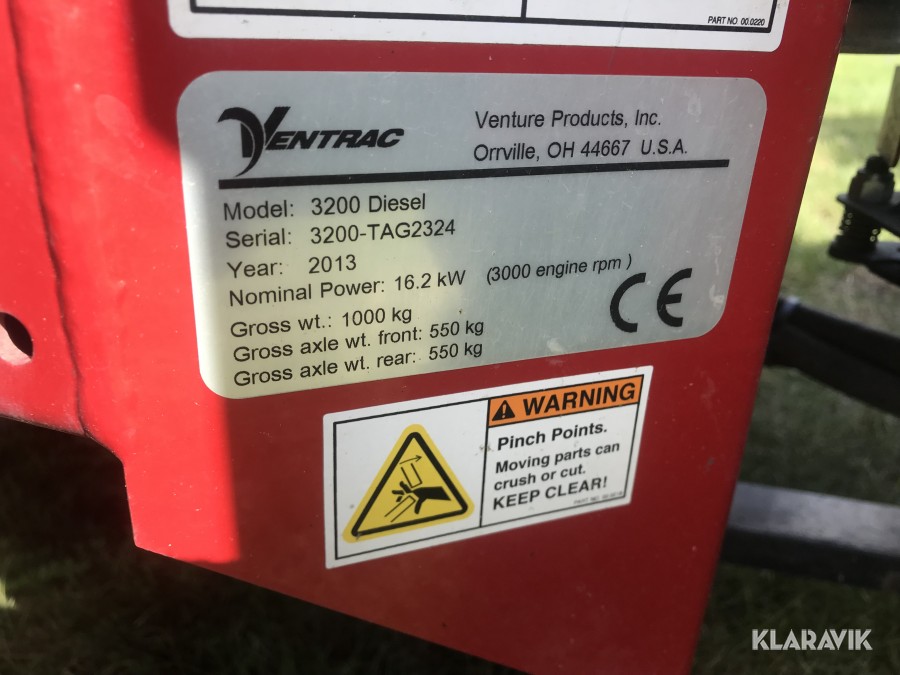 PART NO 00.0220
VENTRAC
Venture Products, Inc.
Orrville, OH 44667 U.S.A.
Model: 3200 Diesel
Serial: 3200-TAG2324
Year: 2013
Nominal Power: 16.2 kW (3000 engine rpm )
Gross wt.: 1000 kg
Gross axle wt. front: 550 kg
Gross axle wt. rear: 550 kg
CE
WARNING
Pinch Points.
Moving parts can
crush or cut.
KEEP CLEAR!
PART NO.
KLARAVIK